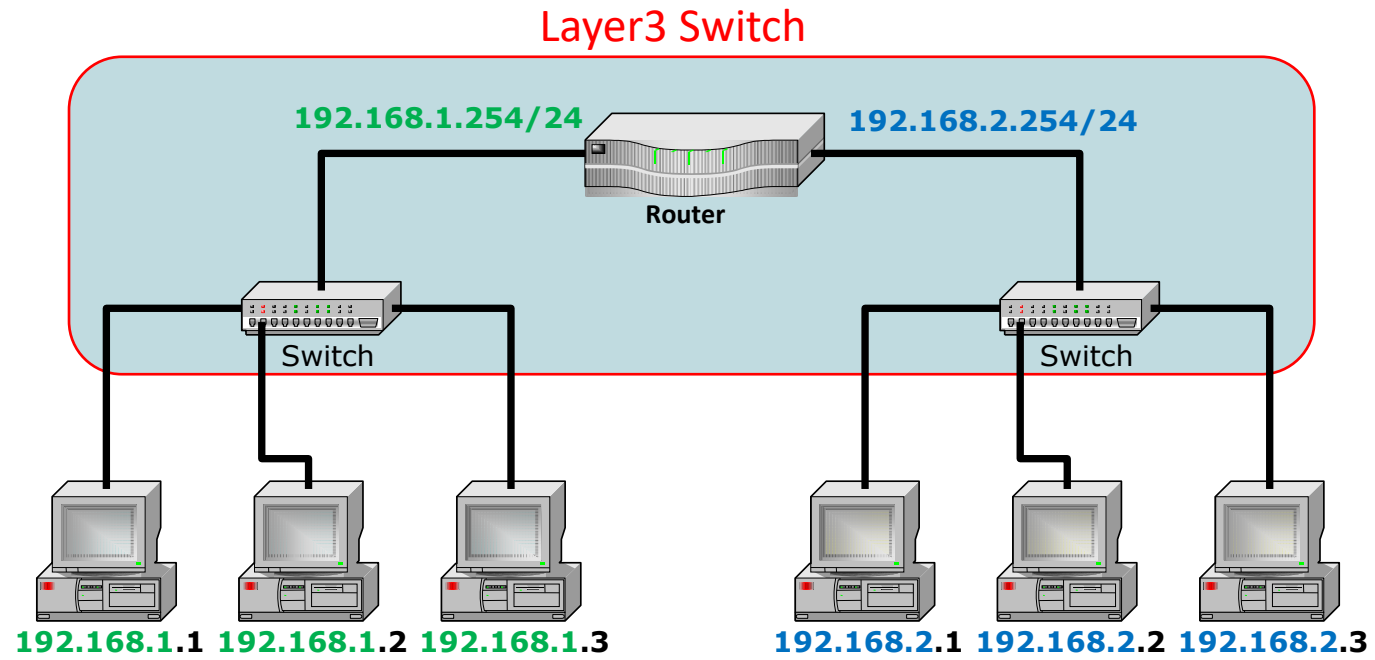 Layer3 Switch
192.168.1.254/24
192.168.2.254/24
Router
Switch
Switch
192.168.1.1 192.168.1.2 192.168.1.3
192.168.2.1 192.168.2.2 192.168.2.3